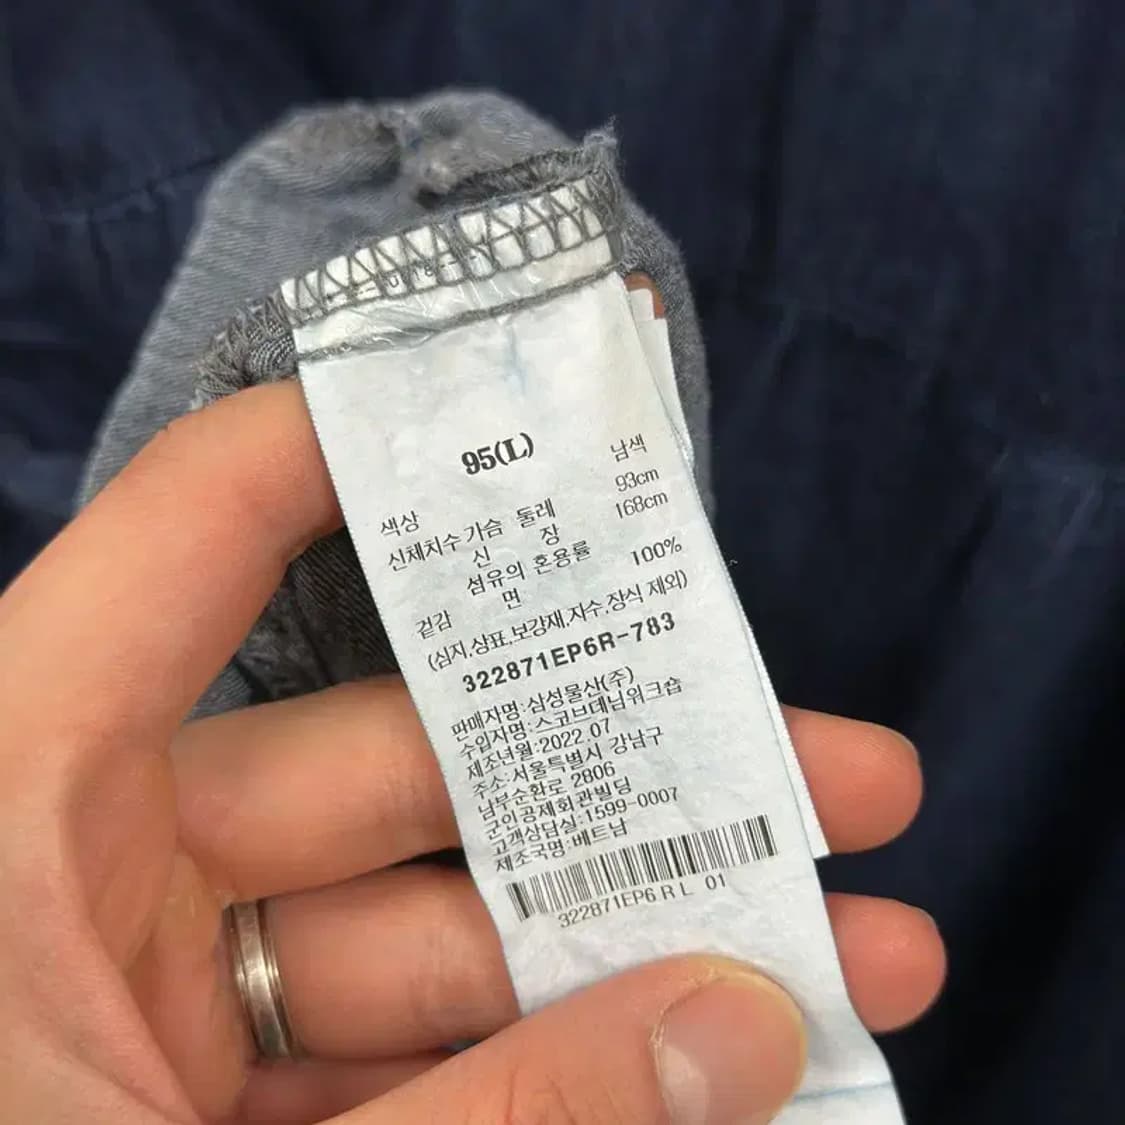 95(L)
색상 남색
신체치수 가슴 둘레 93cm
신 장 168cm
섬유의 혼용률
겉감 면 100%
(심지,상표,보강재,자수,장식 제외)
322871EP6R-783
판매자명:삼성물산(주)
수입자명:스코브데님워크숍
제조년월:2022.07
주소:서울특별시 강남구
남부순환로 2806
군인공제회관빌딩
고객상담실:1599-0007
제조국명:베트남
322871EP6 R L 01